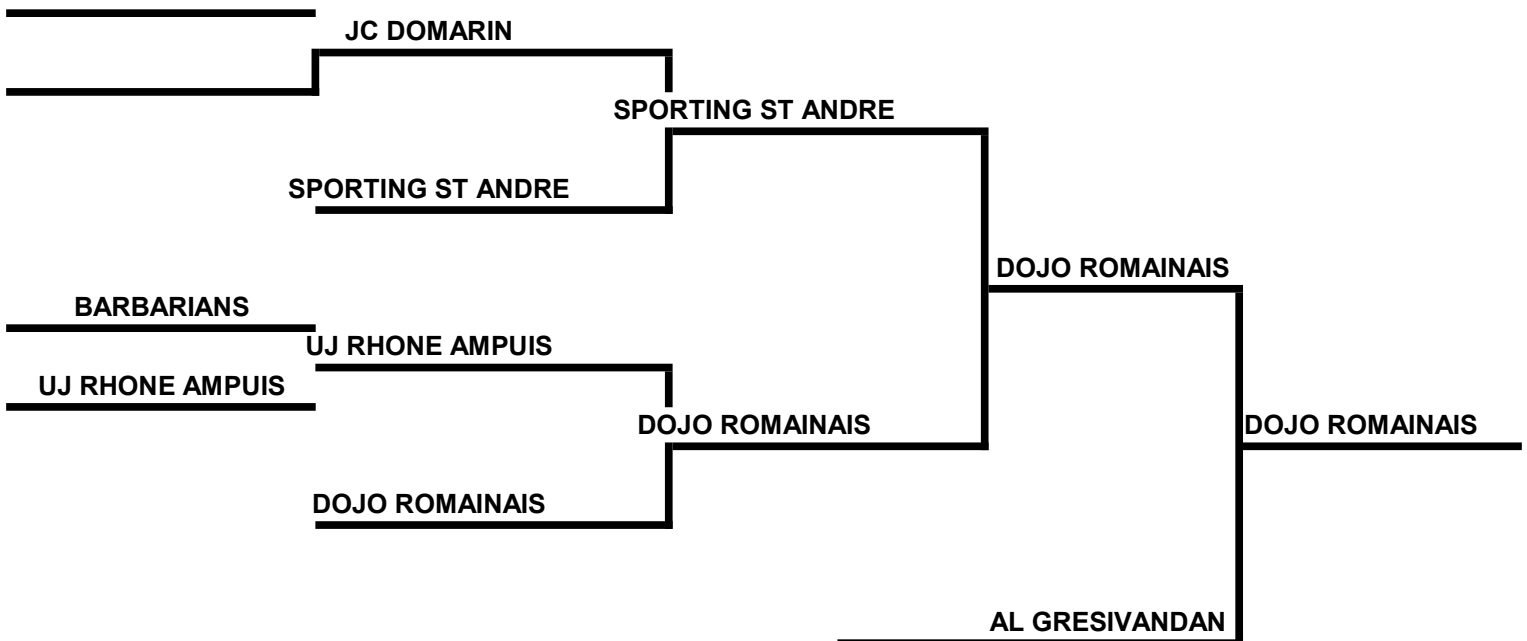 JC DOMARIN
SPORTING ST ANDRE
SPORTING ST ANDRE
DOJO ROMAINAIS
BARBARIANS
UJ RHONE AMPUIS
UJ RHONE AMPUIS
DOJO ROMAINAIS
DOJO ROMAINAIS
DOJO ROMAINAIS
AL GRESIVANDAN